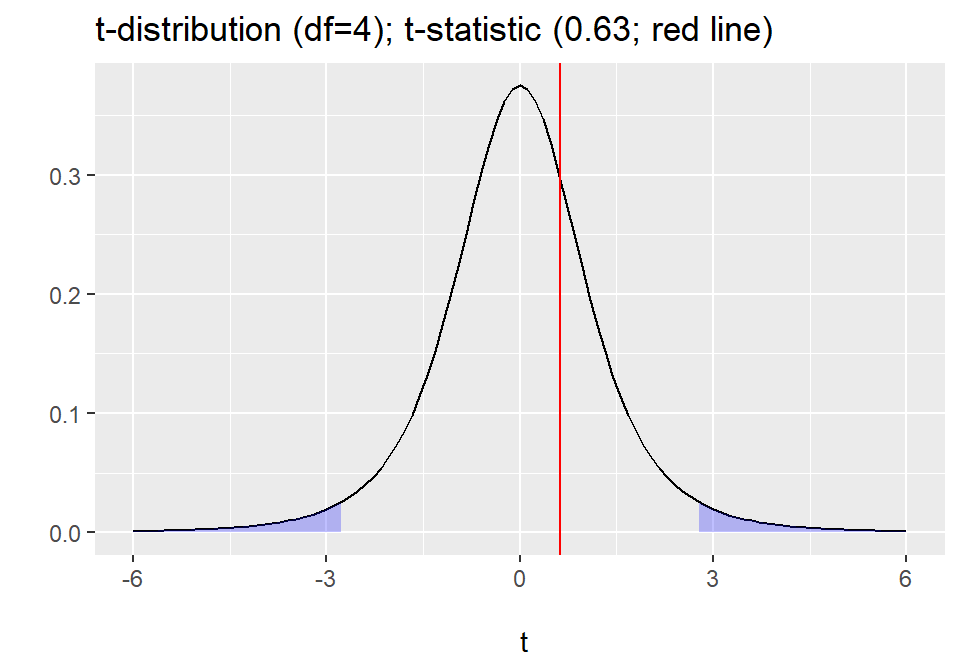 t-distribution (df=4); t-statistic (0.63; red line)
0.3
0.2
0.1
0.0
-6 -3 0 3 6
t